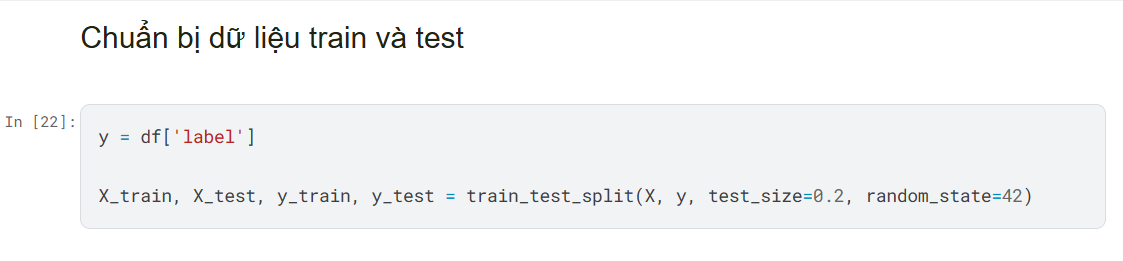 Chuẩn bị dữ liệu train và test
In [22]:
y = df['label']
X_train, X_test, y_train, y_test = train_test_split(X, y, test_size=0.2, random_state=42)